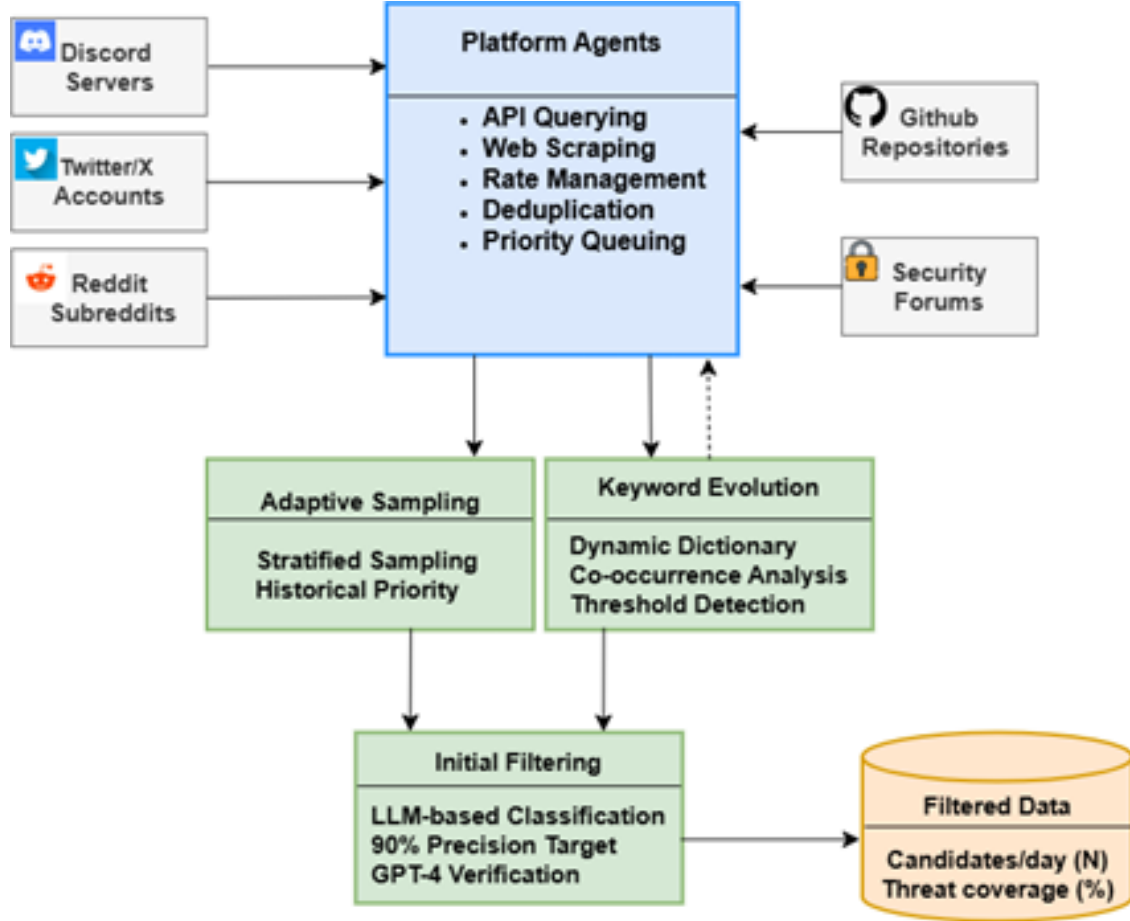 Discord
Servers
Twitter/X
Accounts
Reddit
Subreddits
Platform Agents
• API Querying
• Web Scraping
• Rate Management
• Deduplication
• Priority Queuing
Github
Repositories
Security
Forums
Adaptive Sampling
Stratified Sampling
Historical Priority
Keyword Evolution
Dynamic Dictionary
Co-occurrence Analysis
Threshold Detection
Initial Filtering
LLM-based Classification
90% Precision Target
GPT-4 Verification
Filtered Data
Candidates/day (N)
Threat coverage (%)